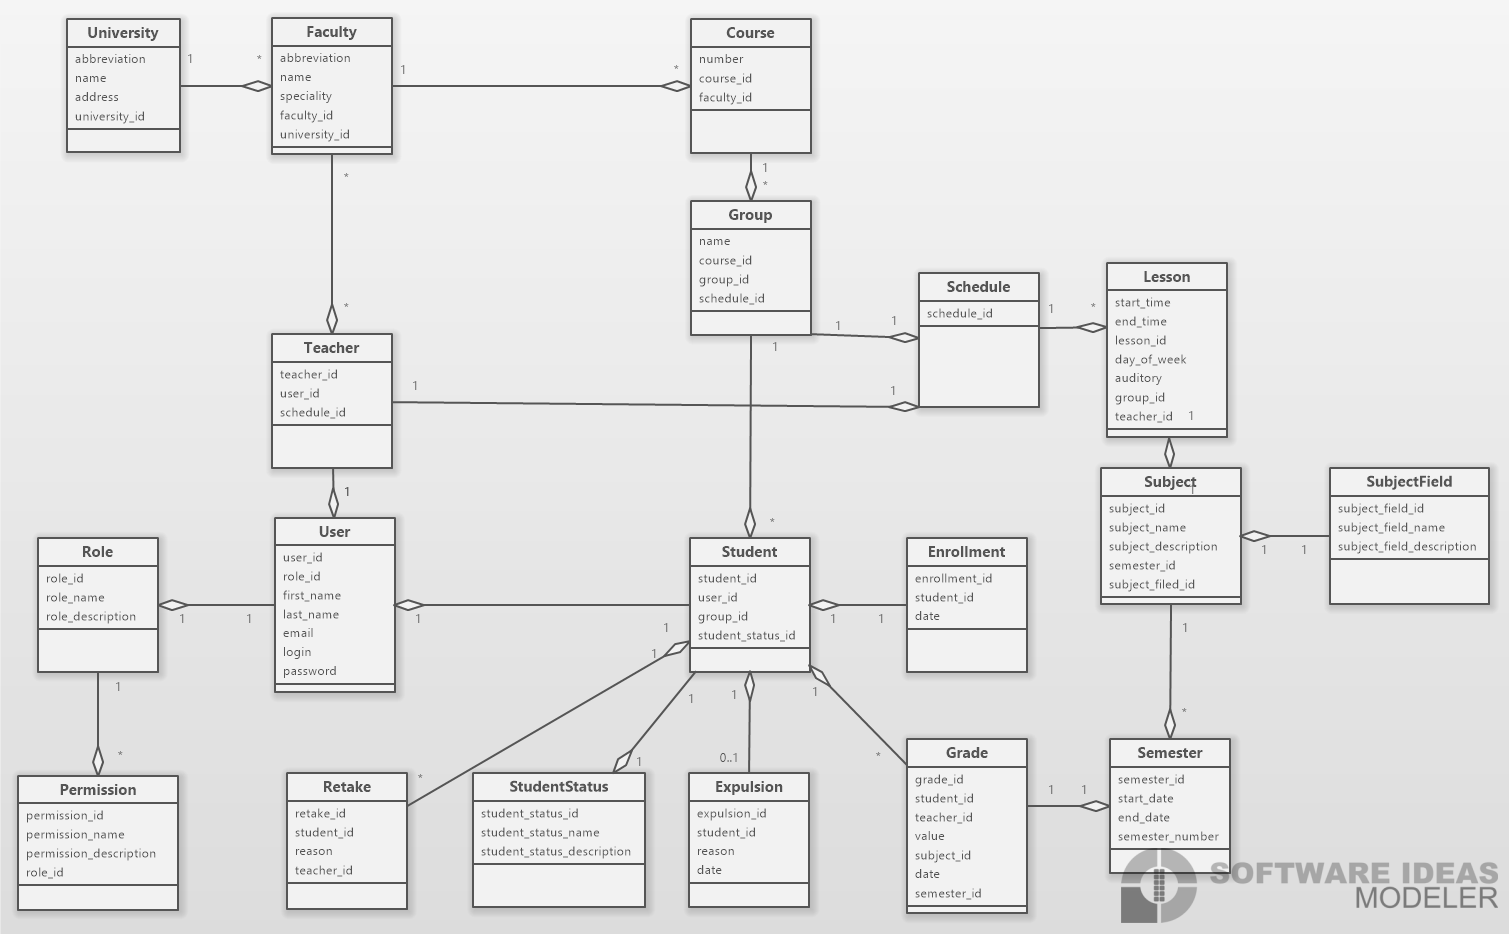 University
abbreviation
name
address
university_id
1
*
Faculty
abbreviation
name
speciality
faculty_id
university_id
1
*
Course
number
course_id
faculty_id
1
*
*
*
Group
name
course_id
group_id
schedule_id
1
1
1
Schedule
schedule_id
1
*
Lesson
start_time
end_time
lesson_id
day_of_week
auditory
group_id
teacher_id
1
Teacher
teacher_id
user_id
schedule_id
1
1
1
Subject
1
subject_id
subject_name
subject_description
semester_id
subject_filed_id
1
1
SubjectField
subject_field_id
subject_field_name
subject_field_description
Role
role_id
role_name
role_description
1
1
User
user_id
role_id
first_name
last_name
email
login
password
1
1
*
Student
student_id
user_id
group_id
student_status_id
1
1
Enrollment
enrollment_id
student_id
date
1
*
1
*
Permission
permission_id
permission_name
permission_description
role_id
1
*
Retake
retake_id
student_id
reason
teacher_id
1
1
StudentStatus
student_status_id
student_status_name
student_status_description
1
0..1
Expulsion
expulsion_id
student_id
reason
date
1
*
Grade
grade_id
student_id
teacher_id
value
subject_id
date
semester_id
1
1
Semester
semester_id
start_date
end_date
semester_number
SOFTWARE IDEAS
MODELER